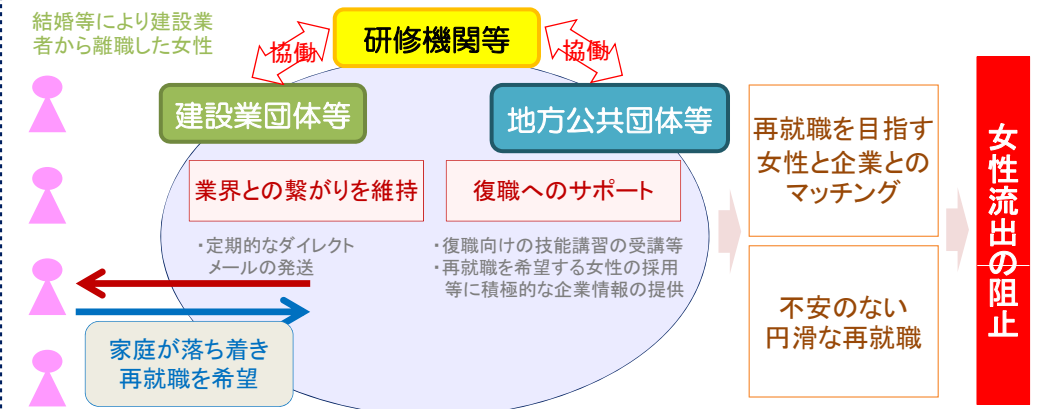 結婚等により建設業
者から離職した女性
研修機関等
協働
協働
建設業団体等
地方公共団体等
業界との繋がりを維持
・定期的なダイレクト
メールの発送
復職へのサポート
・復職向けの技能講習の受講等
・再就職を希望する女性の採用
等に積極的な企業情報の提供
家庭が落ち着き
再就職を希望
再就職を目指す
女性と企業との
マッチング
不安のない
円滑な再就職
女性流出の阻止